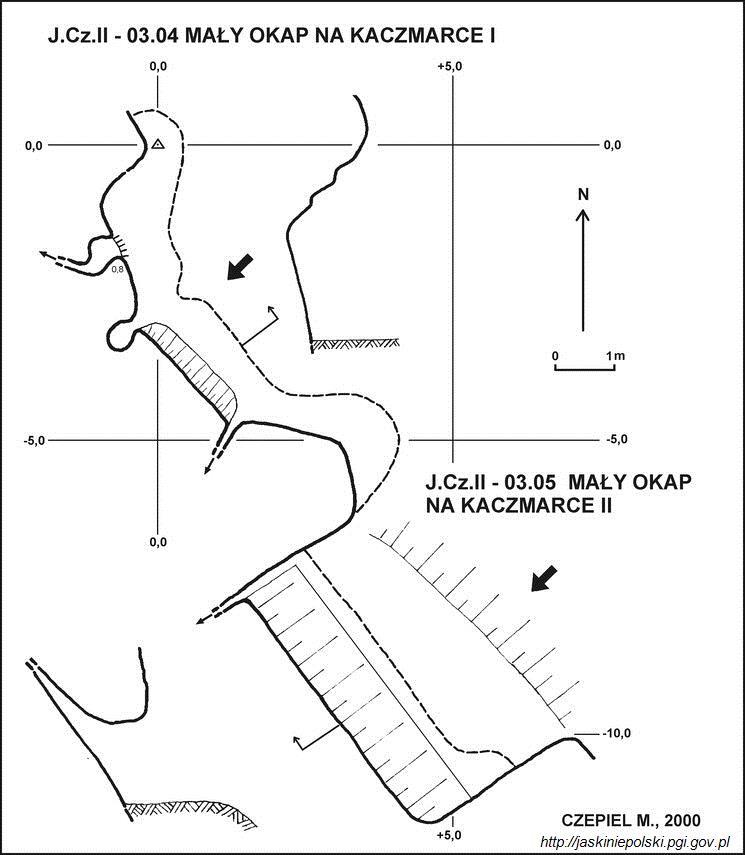 J.Cz.II - 03.04 MAŁY OKAP NA KACZMARCE I
0,0
+5,0
0,0
0,0
N
0,8
0
1m
-5,0
-5,0
J.Cz.II - 03.05 MAŁY OKAP
NA KACZMARCE II
0,0
-10,0
+5,0
CZEPIEL M., 2000
http://jaskiniepolski.pgi.gov.pl